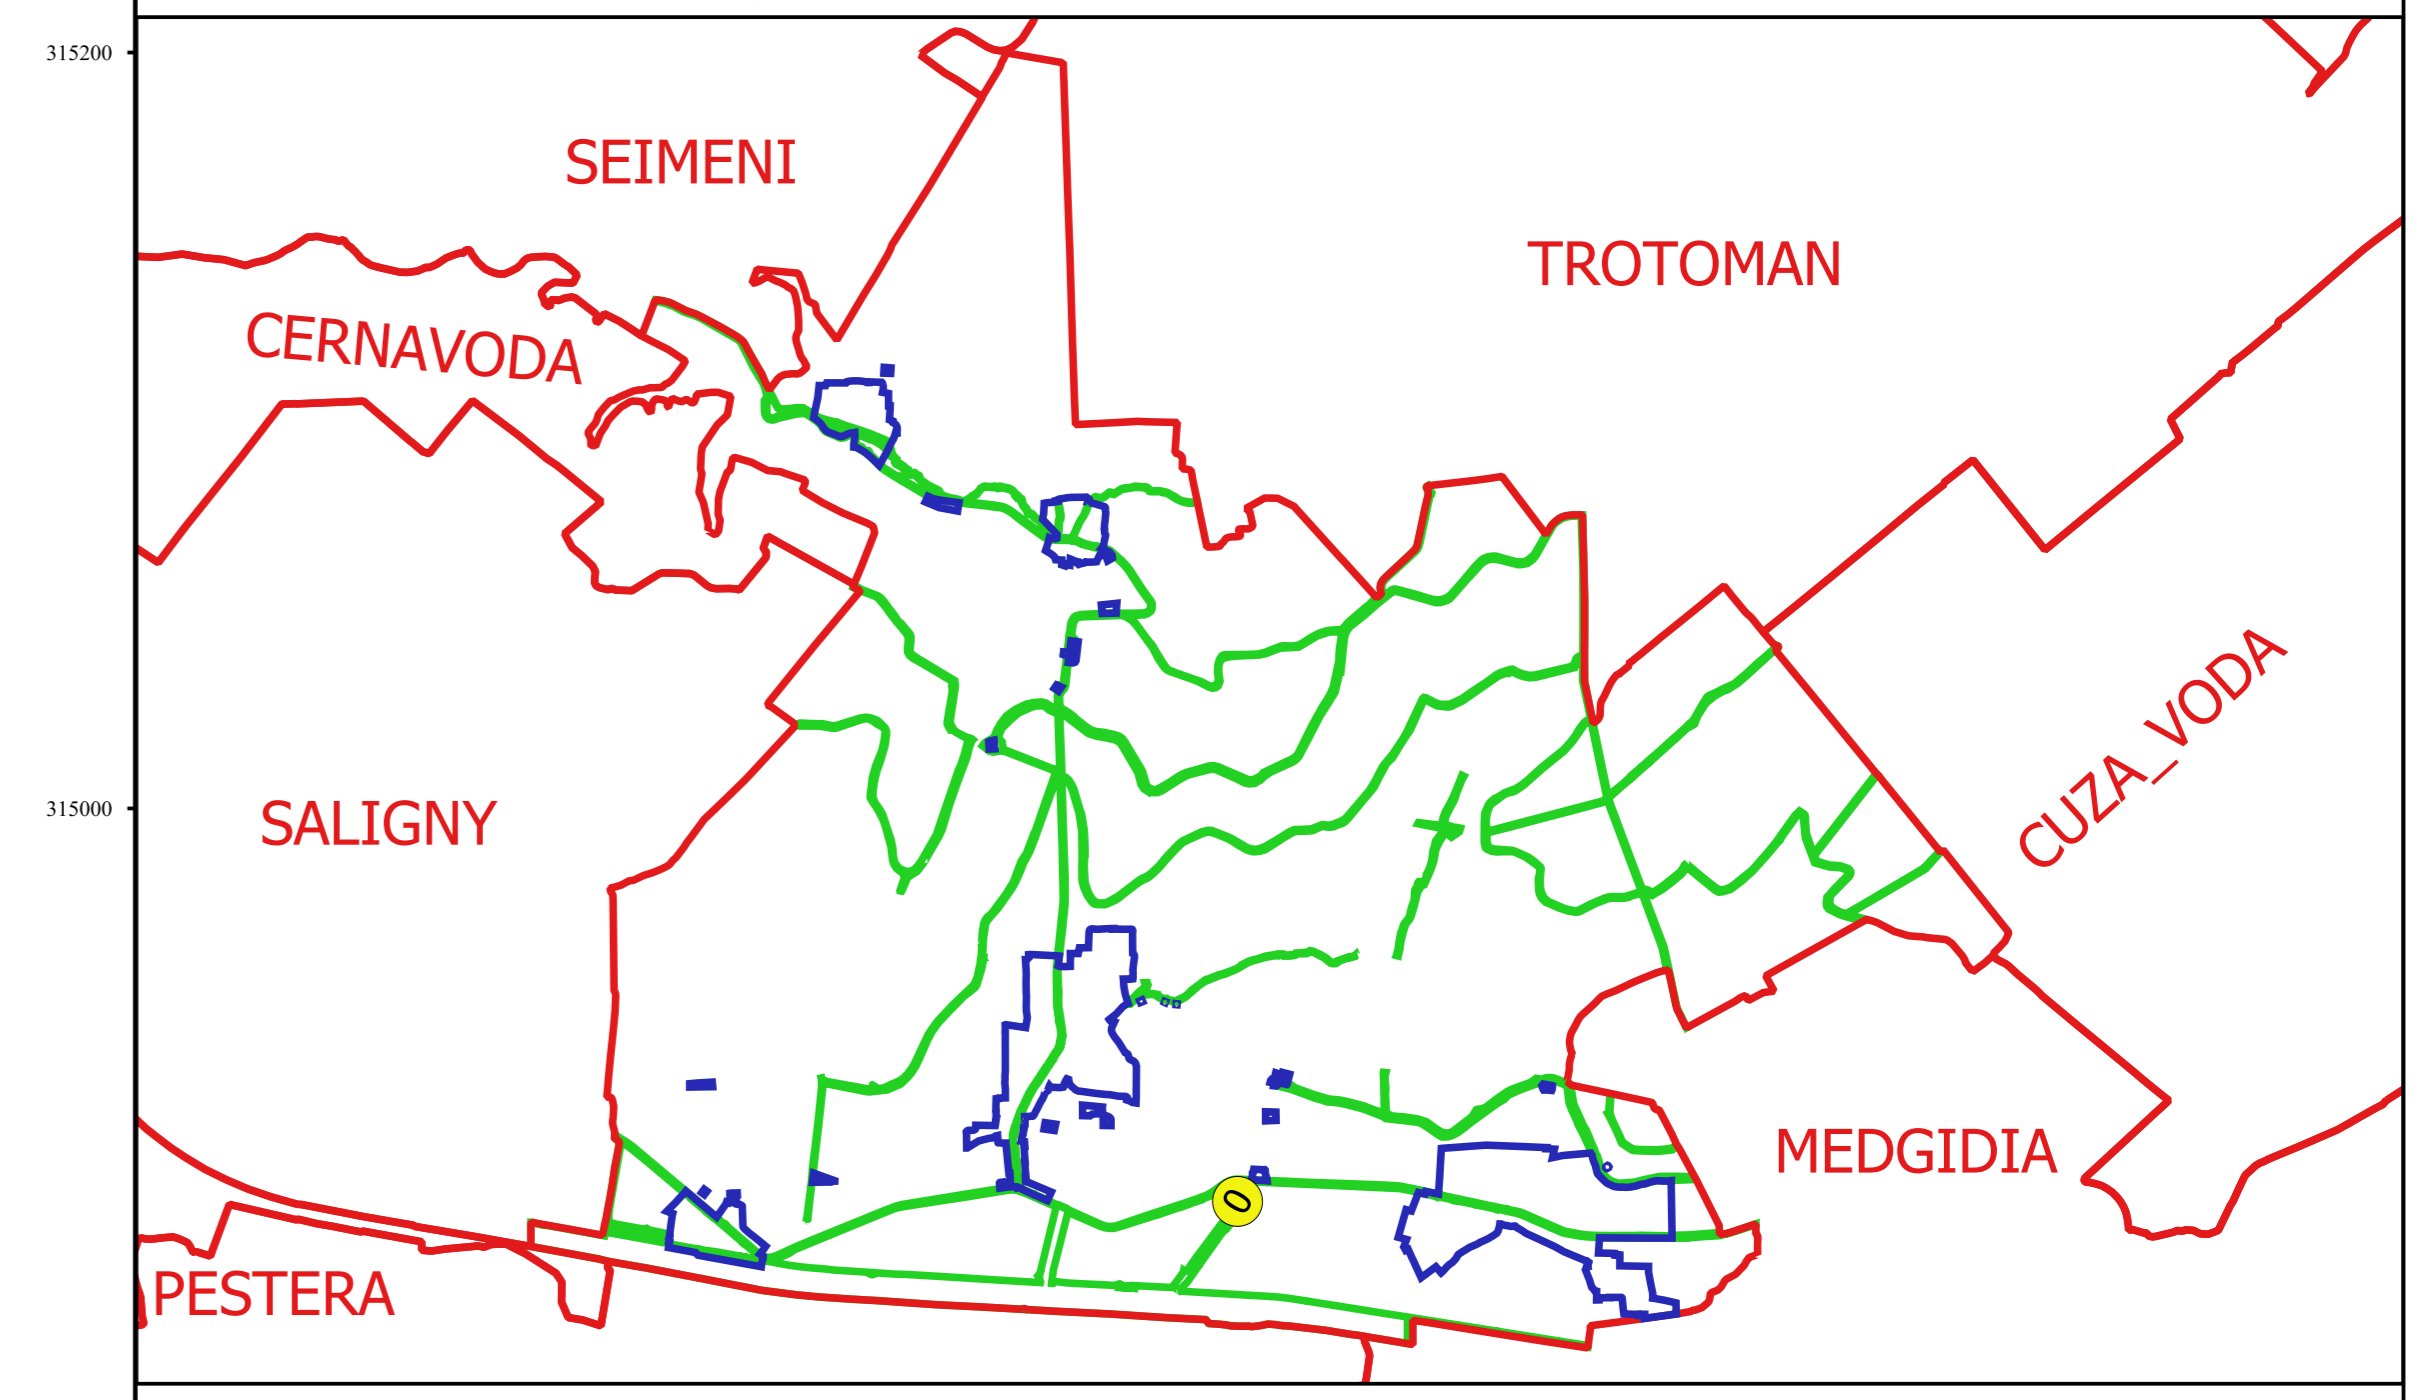 315200
SEIMENI
TROTOMAN
CERNAVODA
CUZA_VODA
315000
SALIGNY
MEDGIDIA
0
PESTERA